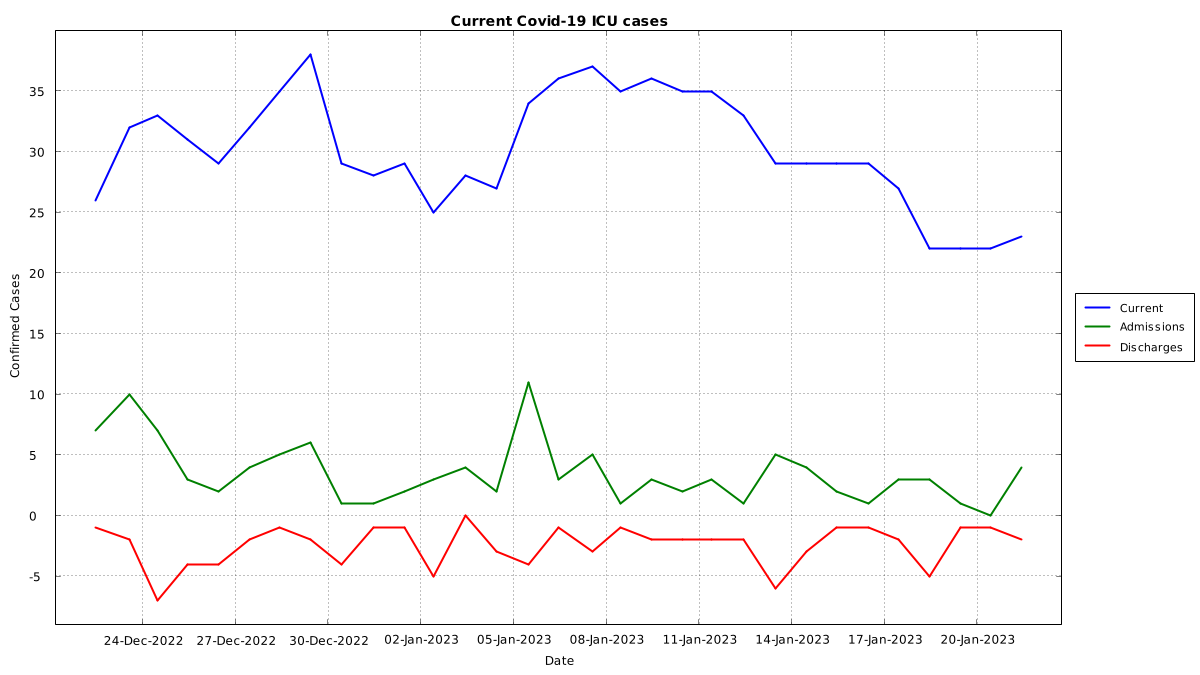 Current Covid-19 ICU cases
Confirmed Cases
35
30
25
20
15
10
5
0
-5
24-Dec-2022 27-Dec-2022 30-Dec-2022 02-Jan-2023 05-Jan-2023 08-Jan-2023 11-Jan-2023 14-Jan-2023 17-Jan-2023 20-Jan-2023
Date
Current
Admissions
Discharges